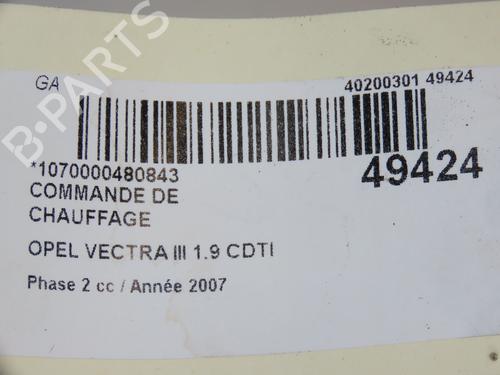 B-PARTS
GA
40200301 49424
*1070000480843
49424
COMMANDE DE
CHAUFFAGE
OPEL VECTRA III 1.9 CDTI
Phase 2 cc / Année 2007